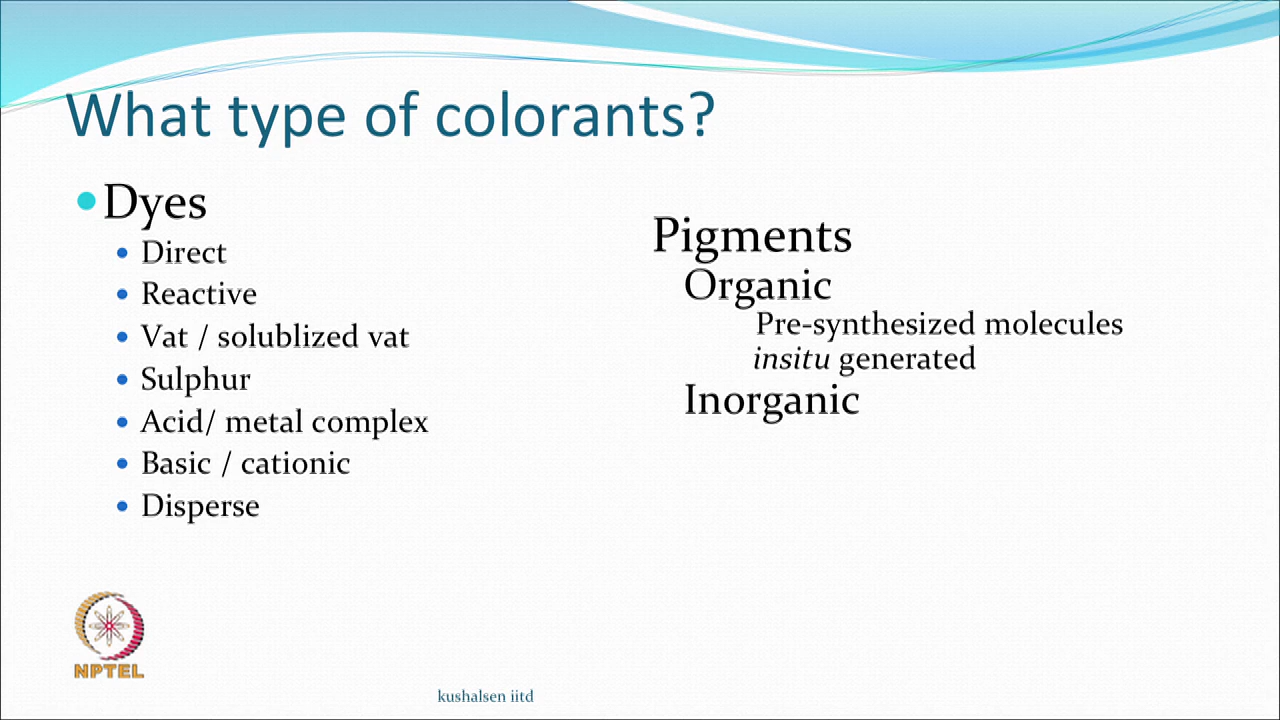 What type of colorants?
Dyes
Direct
Reactive
Vat / solublized vat
Sulphur
Acid/ metal complex
Basic / cationic
Disperse
Pigments
Organic
Pre-synthesized molecules
insitu generated
Inorganic
NPTEL
kushalsen iitd